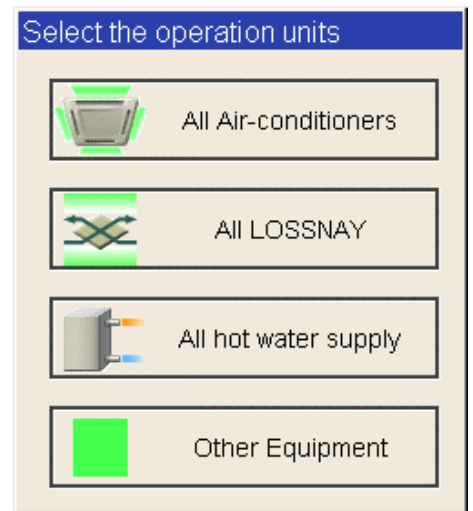 Select the operation units
All Air-conditioners
All LOSSNAY
All hot water supply
Other Equipment